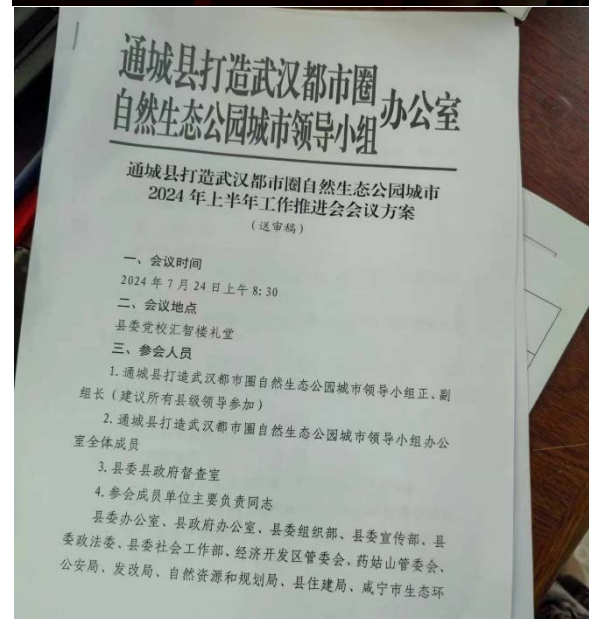 通城县打造武汉都市圈
自然生态公园城市领导小组
办公室
通城县打造武汉都市圈自然生态公园城市
2024年上半年工作推进会会议方案
（送审稿）
一、会议时间
2024年7月24日上午8:30
二、会议地点
县委党校汇智楼礼堂
三、参会人员
1.通城县打造武汉都市圈自然生态公园城市领导小组正、副
组长（建议所有县级领导参加）
2.通城县打造武汉都市圈自然生态公园城市领导小组办公
室全体成员
3.县委县政府督查室
4.参会成员单位主要负责同志
县委办公室、县政府办公室、县委组织部、县委宣传部、县
委政法委、县委社会工作部、经济开发区管委会、药姑山管委会、
公安局、发改局、自然资源和规划局、县住建局、咸宁市生态环